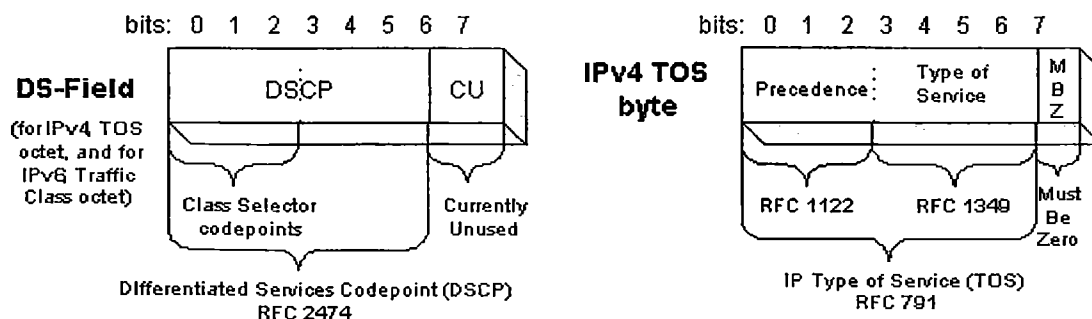 bits: 0 1 2 3 4 5 6 7
DS-Field
(for IPv4, TOS
octet, and for
IPv6, Traffic
Class octet)
DSCP
CU
Class Selector
codepoints
Currently
Unused
Differentiated Services Codepoint (DSCP)
RFC 2474
bits: 0 1 2 3 4 5 6 7
IPv4 TOS
byte
Precedence
Type of
Service
M
B
Z
RFC 1122
RFC 1349
Must
Be
Zero
IP Type of Service (TOS)
RFC 791